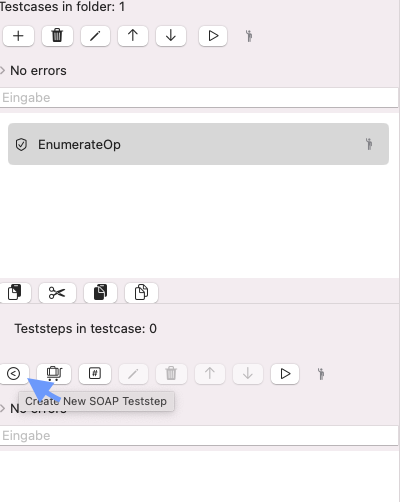 Testcases in folder: 1
No errors
Eingabe
EnumerateOp
Teststeps in testcase: 0
#
Create New SOAP Teststep
No errors
Eingabe